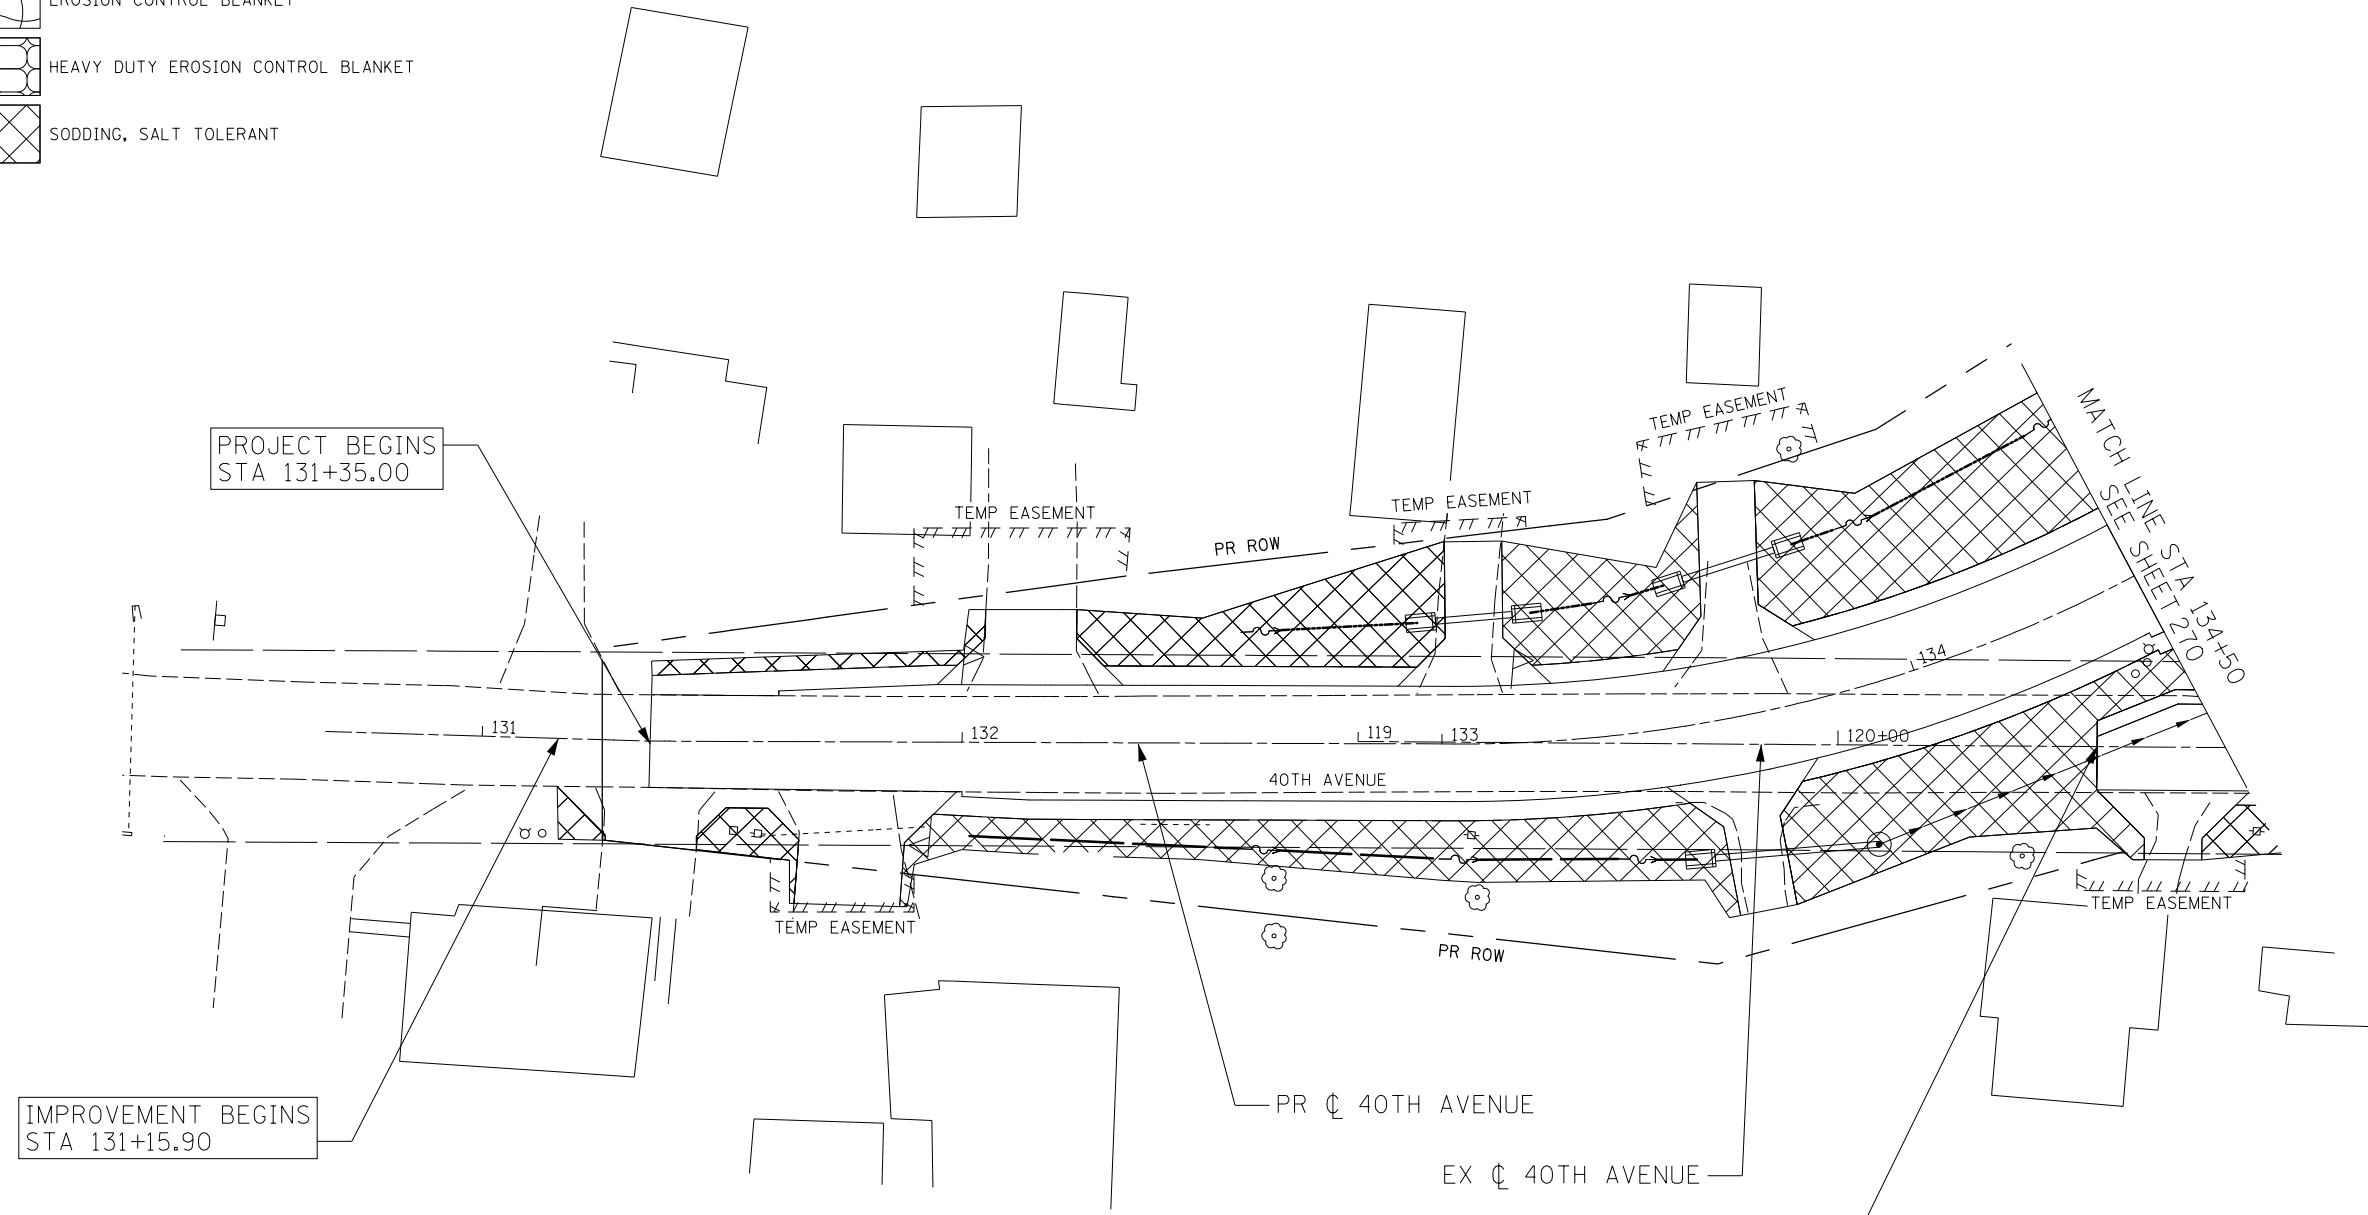 EROSION CONTROL BLANKET
HEAVY DUTY EROSION CONTROL BLANKET
SODDING, SALT TOLERANT
PROJECT BEGINS
STA 131+35.00
TEMP EASEMENT
TEMP EASEMENT
TEMP EASEMENT
PR ROW
MATCH LINE STA 134+50
SEE SHEET 270
134
131
132
119
133
120+00
40TH AVENUE
TEMP EASEMENT
TEMP EASEMENT
PR ROW
IMPROVEMENT BEGINS
STA 131+15.90
PR ℄ 40TH AVENUE
EX ℄ 40TH AVENUE